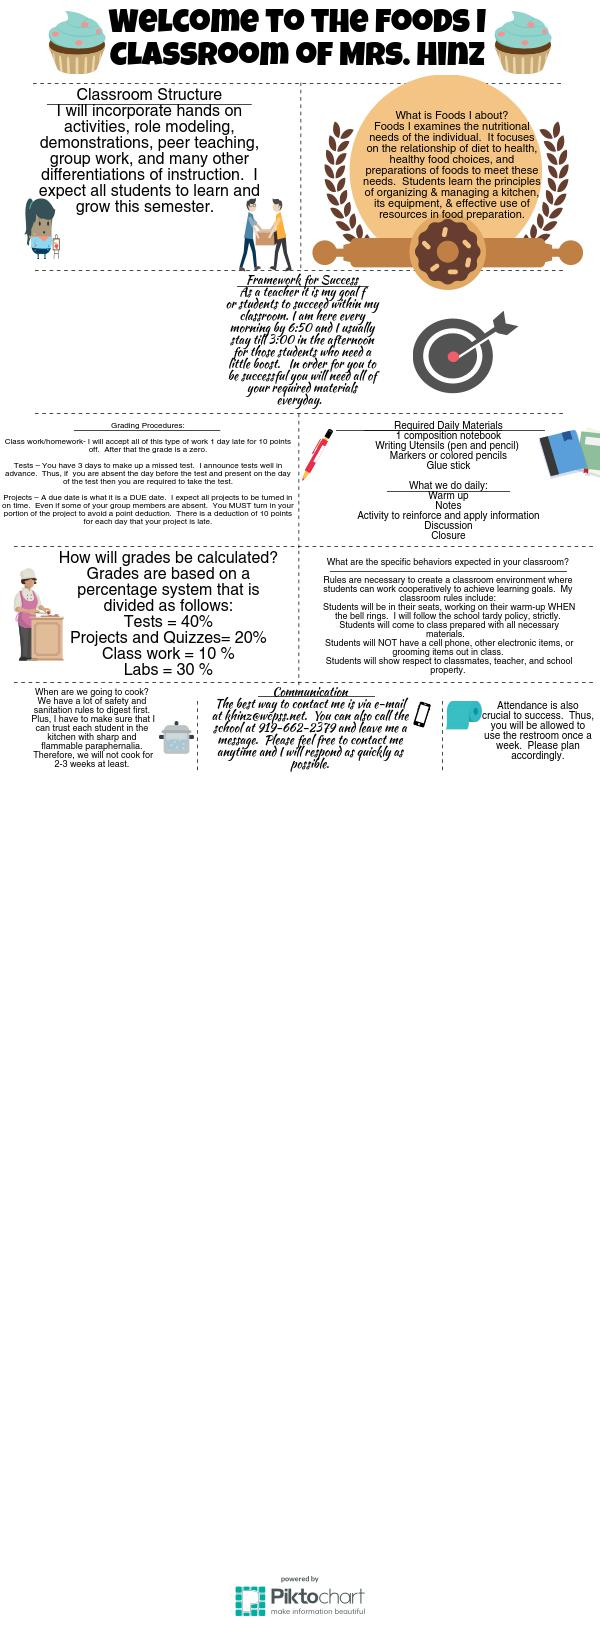 Welcome to the Foods I
Classroom of Mrs. Hinz
Classroom Structure
I will incorporate hands on
activities, role modeling,
demonstrations, peer teaching,
group work, and many other
differentiations of instruction. I
expect all students to learn and
grow this semester.
What is Foods I about?
Foods I examines the nutritional
needs of the individual. It focuses
on the relationship of diet to health,
healthy food choices, and
preparations of foods to meet these
needs. Students learn the principles
of organizing & managing a kitchen,
its equipment, & effective use of
resources in food preparation.
Framework for Success
As a teacher it is my goal f
or students to succeed within my
classroom. I am here every
morning by 6:50 and I usually
stay till 3:00 in the afternoon
for those students who need a
little boost. In order for you to
be successful you will need all of
your required materials
everyday.
Grading Procedures:
Class work/homework- I will accept all of this type of work 1 day late for 10 points
off. After that the grade is a zero.
Tests – You have 3 days to make up a missed test. I announce tests well in
advance. Thus, if you are absent the day before the test and present on the day
of the test then you are required to take the test.
Projects – A due date is what it is a DUE date. I expect all projects to be turned in
on time. Even if some of your group members are absent. You MUST turn in your
portion of the project to avoid a point deduction. There is a deduction of 10 points
for each day that your project is late.
Required Daily Materials
1 composition notebook
Writing Utensils (pen and pencil)
Markers or colored pencils
Glue stick
What we do daily:
Warm up
Notes
Activity to reinforce and apply information
Discussion
Closure
How will grades be calculated?
Grades are based on a
percentage system that is
divided as follows:
Tests = 40%
Projects and Quizzes= 20%
Class work = 10 %
Labs = 30 %
What are the specific behaviors expected in your classroom?
Rules are necessary to create a classroom environment where
students can work cooperatively to achieve learning goals. My
classroom rules include:
Students will be in their seats, working on their warm-up WHEN
the bell rings. I will follow the school tardy policy, strictly.
Students will come to class prepared with all necessary
materials.
Students will NOT have a cell phone, other electronic items, or
grooming items out in class.
Students will show respect to classmates, teacher, and school
property.
When are we going to cook?
We have a lot of safety and
sanitation rules to digest first.
Plus, I have to make sure that I
can trust each student in the
kitchen with sharp and
flammable paraphernalia.
Therefore, we will not cook for
2-3 weeks at least.
Communication
The best way to contact me is via e-mail
at khinz@wcpss.net. You can also call the
school at 919-662-2379 and leave me a
message. Please feel free to contact me
anytime and I will respond as quickly as
possible.
Attendance is also
crucial to success. Thus,
you will be allowed to
use the restroom once a
week. Please plan
accordingly.
powered by
Piktochart
make information beautiful